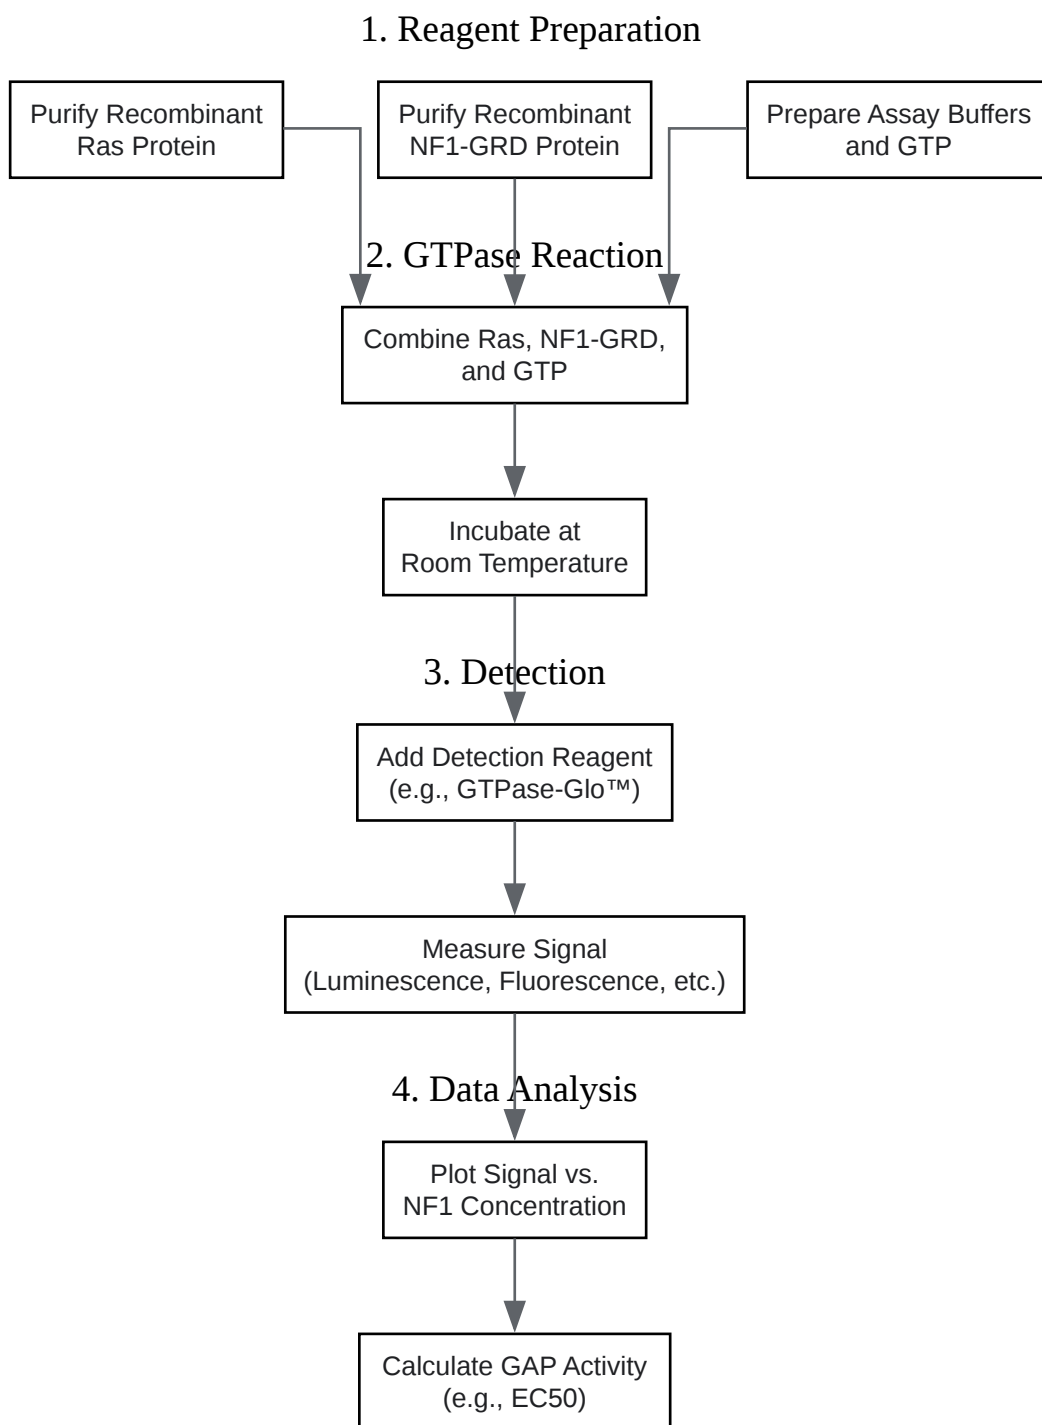 1. Reagent Preparation
Purify Recombinant
Ras Protein
Purify Recombinant
NF1-GRD Protein
Prepare Assay Buffers
and GTP
2. GTPase Reaction
Combine Ras, NF1-GRD,
and GTP
Incubate at
Room Temperature
3. Detection
Add Detection Reagent
(e.g., GTPase-Glo™)
Measure Signal
(Luminescence, Fluorescence, etc.)
4. Data Analysis
Plot Signal vs.
NF1 Concentration
Calculate GAP Activity
(e.g., EC50)